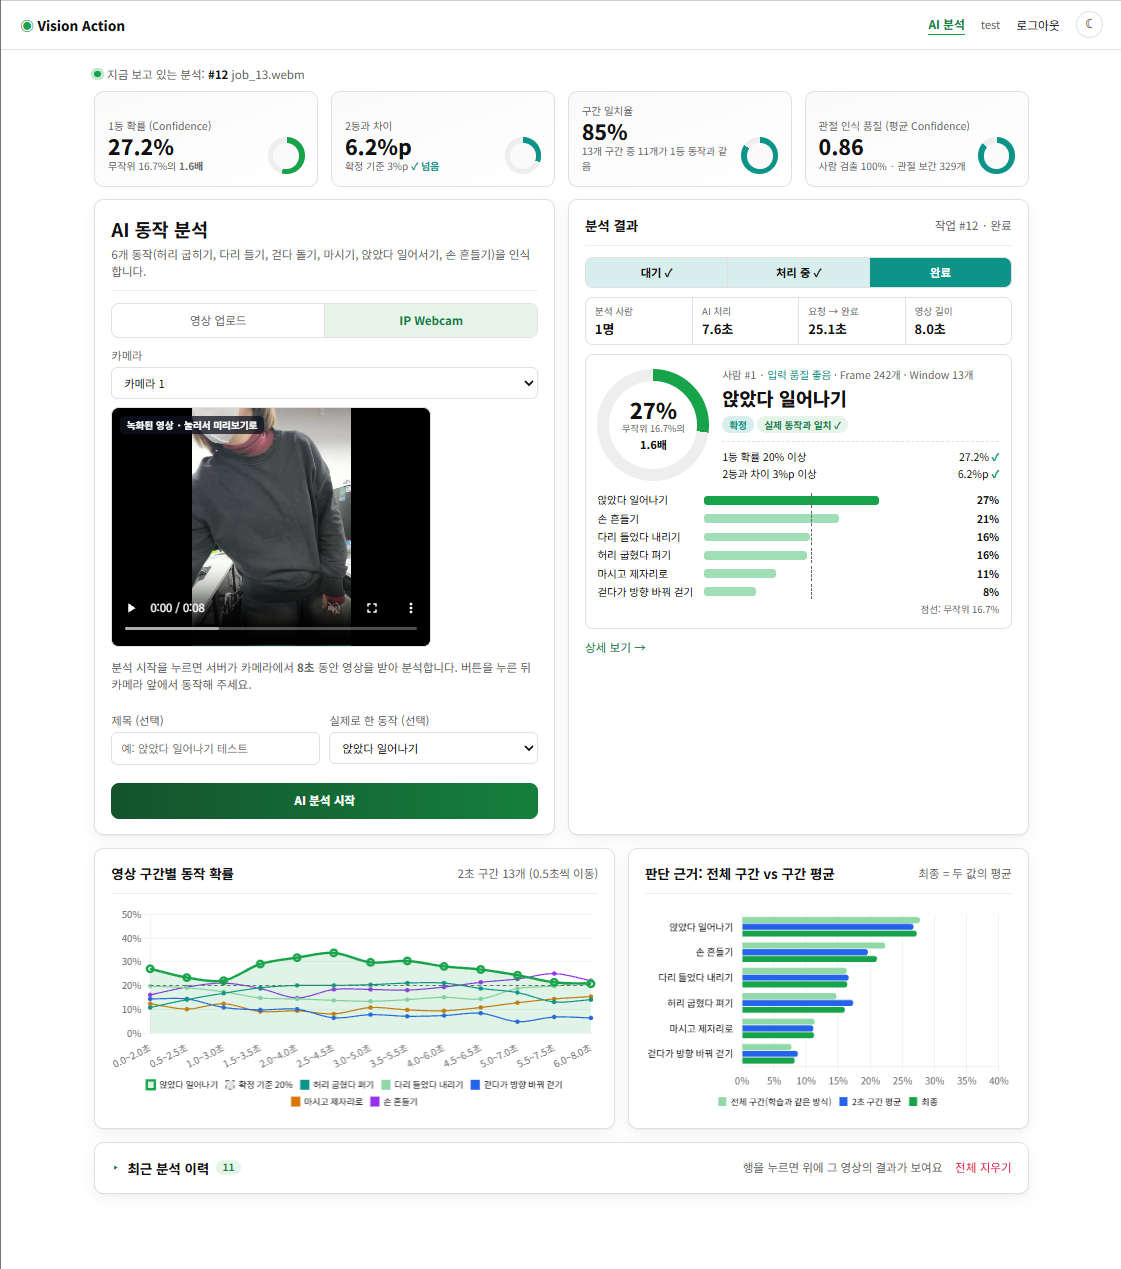 Vision Action
AI 분석
test
로그아웃
지금 보고 있는 분석: #12 job_13.webm
1등 확률 (Confidence)
27.2%
무작위 16.7%의 1.6배
2등과 차이
6.2%p
확정 기준 3%p ✓ 넘음
구간 일치율
85%
13개 구간 중 11개가 1등 동작과 같
음
관절 인식 품질 (평균 Confidence)
0.86
사람 검출 100% · 관절 보간 329개
AI 동작 분석
6개 동작(허리 굽히기, 다리 들기, 걷다 돌기, 마시기, 앉았다 일어서기, 손 흔들기)을 인식
합니다.
영상 업로드
IP Webcam
카메라
카메라 1
녹화된 영상 · 눌러서 미리보기로
0:00 / 0:08
분석 시작을 누르면 서버가 카메라에서 8초 동안 영상을 받아 분석합니다. 버튼을 누른 뒤
카메라 앞에서 동작해 주세요.
제목 (선택)
실제로 한 동작 (선택)
예: 앉았다 일어나기 테스트
앉았다 일어나기
AI 분석 시작
분석 결과
작업 #12 · 완료
대기 ✓
처리 중 ✓
완료
분석 사람
1명
AI 처리
7.6초
요청 → 완료
25.1초
영상 길이
8.0초
27%
무작위 16.7%의
1.6배
사람 #1 · 입력 품질 좋음 · Frame 242개 · Window 13개
앉았다 일어나기
확정
실제 동작과 일치 ✓
1등 확률 20% 이상 27.2% ✓
2등과 차이 3%p 이상 6.2%p ✓
앉았다 일어나기 27%
손 흔들기 21%
다리 들었다 내리기 16%
허리 굽혔다 펴기 16%
마시고 제자리로 11%
걷다가 방향 바꿔 걷기 8%
점선: 무작위 16.7%
상세 보기 →
영상 구간별 동작 확률
2초 구간 13개 (0.5초씩 이동)
50%
40%
30%
20%
10%
0%
0.0~2.0초
0.5~2.5초
1.0~3.0초
1.5~3.5초
2.0~4.0초
2.5~4.5초
3.0~5.0초
3.5~5.5초
4.0~6.0초
4.5~6.5초
5.0~7.0초
5.5~7.5초
6.0~8.0초
앉았다 일어나기 확정 기준 20% 허리 굽혔다 펴기 다리 들었다 내리기 걷다가 방향 바꿔 걷기
마시고 제자리로 손 흔들기
판단 근거: 전체 구간 vs 구간 평균
최종 = 두 값의 평균
앉았다 일어나기
손 흔들기
다리 들었다 내리기
허리 굽혔다 펴기
마시고 제자리로
걷다가 방향 바꿔 걷기
0% 5% 10% 15% 20% 25% 30% 35% 40%
전체 구간(학습과 같은 방식) 2초 구간 평균 최종
최근 분석 이력 11
행을 누르면 위에 그 영상의 결과가 보여요
전체 지우기